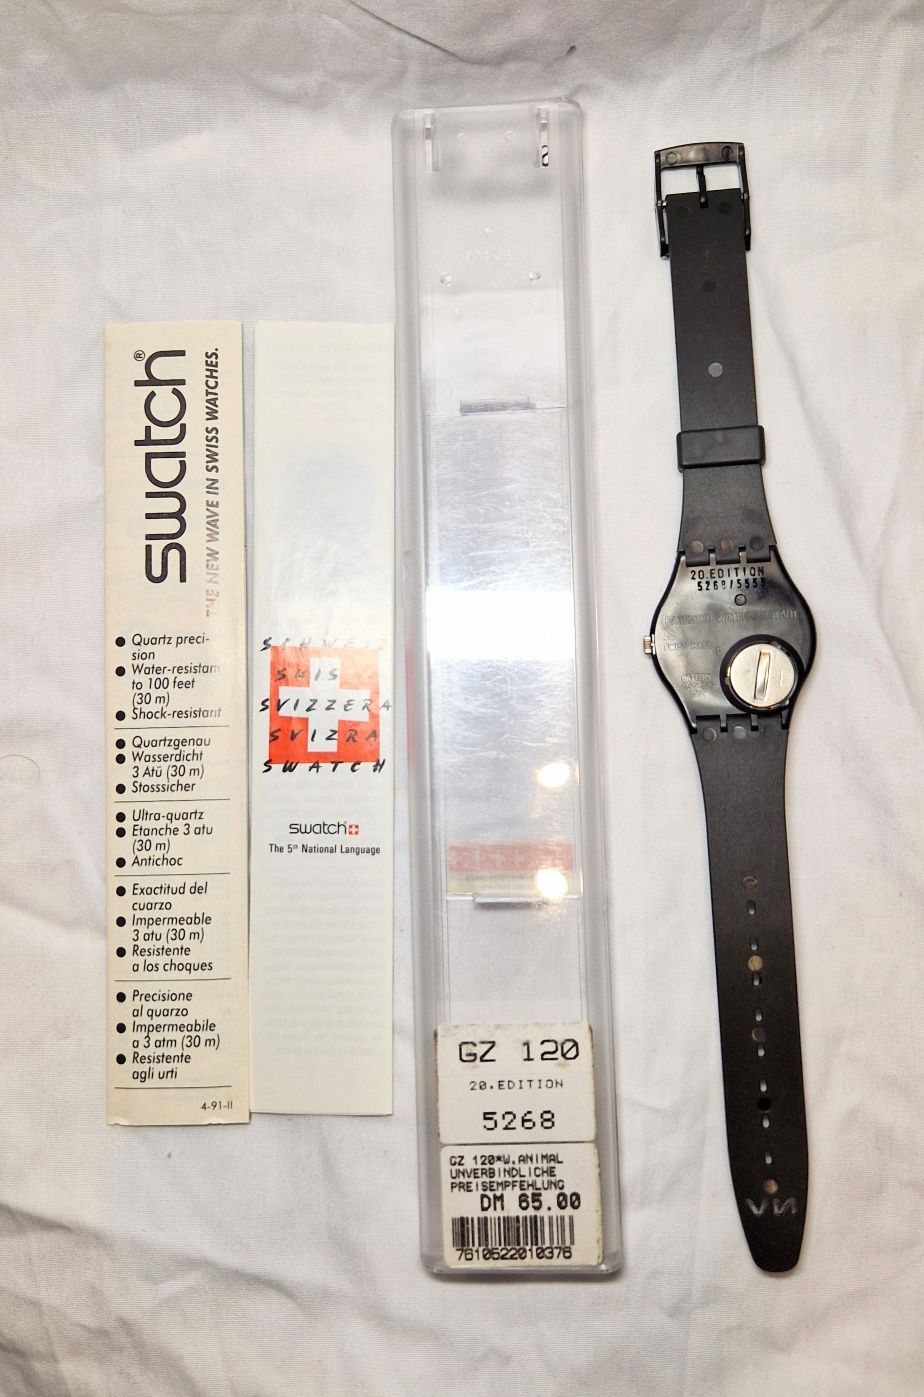 swatch®
THE NEW WAVE IN SWISS WATCHES.
● Quartz preci-
sion
● Water-resistant
to 100 feet
(30 m)
● Shock-resistant
● Quartzgenau
● Wasserdicht
3 Atü (30 m)
● Stosssicher
● Ultra-quartz
● Etanche 3 atu
(30 m)
● Antichoc
● Exactitud del
cuarzo
● Impermeable
3 atu (30 m)
● Resistente
a los choques
● Precisione
al quarzo
● Impermeabile
a 3 atm (30 m)
● Resistente
agli urti
4-91-II
SCHWEIZ
SUIS
SVIZZERA
SVIZRA
SWATCH
swatch
The 5th National Language
GZ 120
20.EDITION
5268
GZ 120*W.ANIMAL
UNVERBINDLICHE
PREISEMPFEHLUNG
DM 65.00
7610522010376
20.EDITION
5268/5555
SWISS MADE
BATTERY